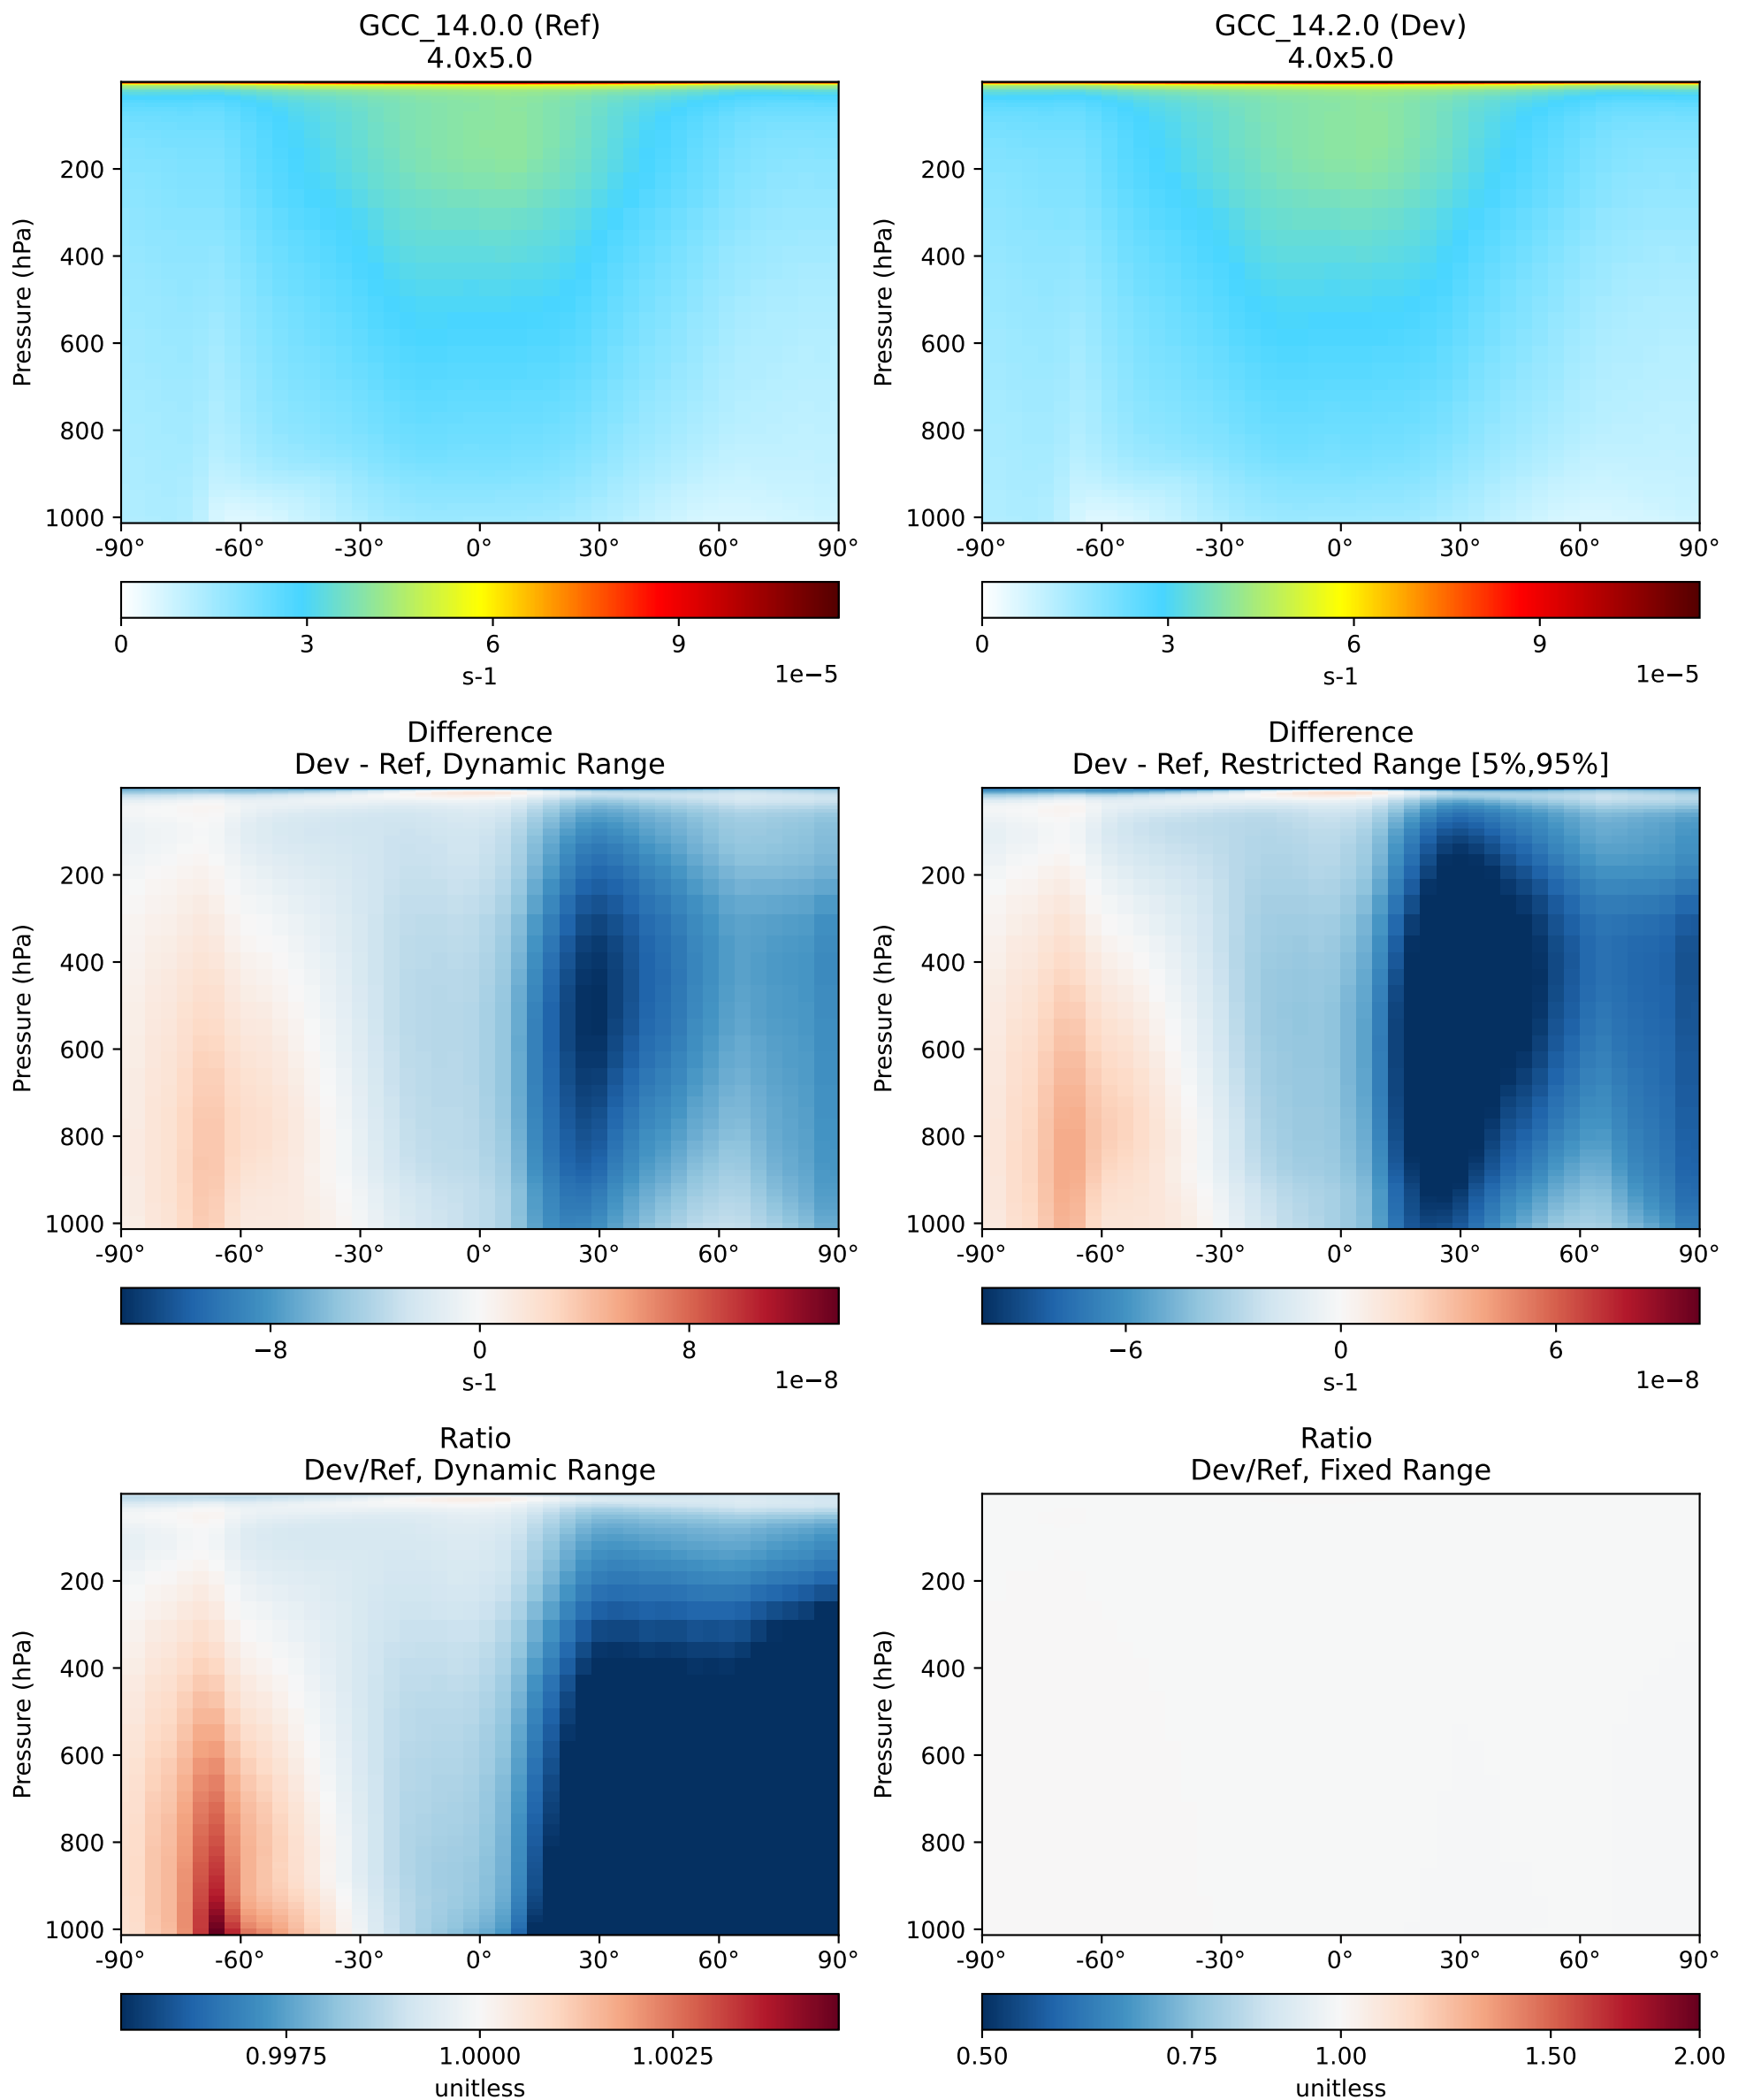 GCC_14.0.0 (Ref)
4.0x5.0
GCC_14.2.0 (Dev)
4.0x5.0
Pressure (hPa)
200
400
600
800
1000
-90° -60° -30° 0° 30° 60° 90°
0 3 6 9
s-1
1e−5
Pressure (hPa)
200
400
600
800
1000
-90° -60° -30° 0° 30° 60° 90°
0 3 6 9
s-1
1e−5
Difference
Dev - Ref, Dynamic Range
Pressure (hPa)
200
400
600
800
1000
-90° -60° -30° 0° 30° 60° 90°
−8 0 8
s-1
1e−8
Difference
Dev - Ref, Restricted Range [5%,95%]
Pressure (hPa)
200
400
600
800
1000
-90° -60° -30° 0° 30° 60° 90°
−6 0 6
s-1
1e−8
Ratio
Dev/Ref, Dynamic Range
Pressure (hPa)
200
400
600
800
1000
-90° -60° -30° 0° 30° 60° 90°
0.9975 1.0000 1.0025
unitless
Ratio
Dev/Ref, Fixed Range
Pressure (hPa)
200
400
600
800
1000
-90° -60° -30° 0° 30° 60° 90°
0.50 0.75 1.00 1.50 2.00
unitless